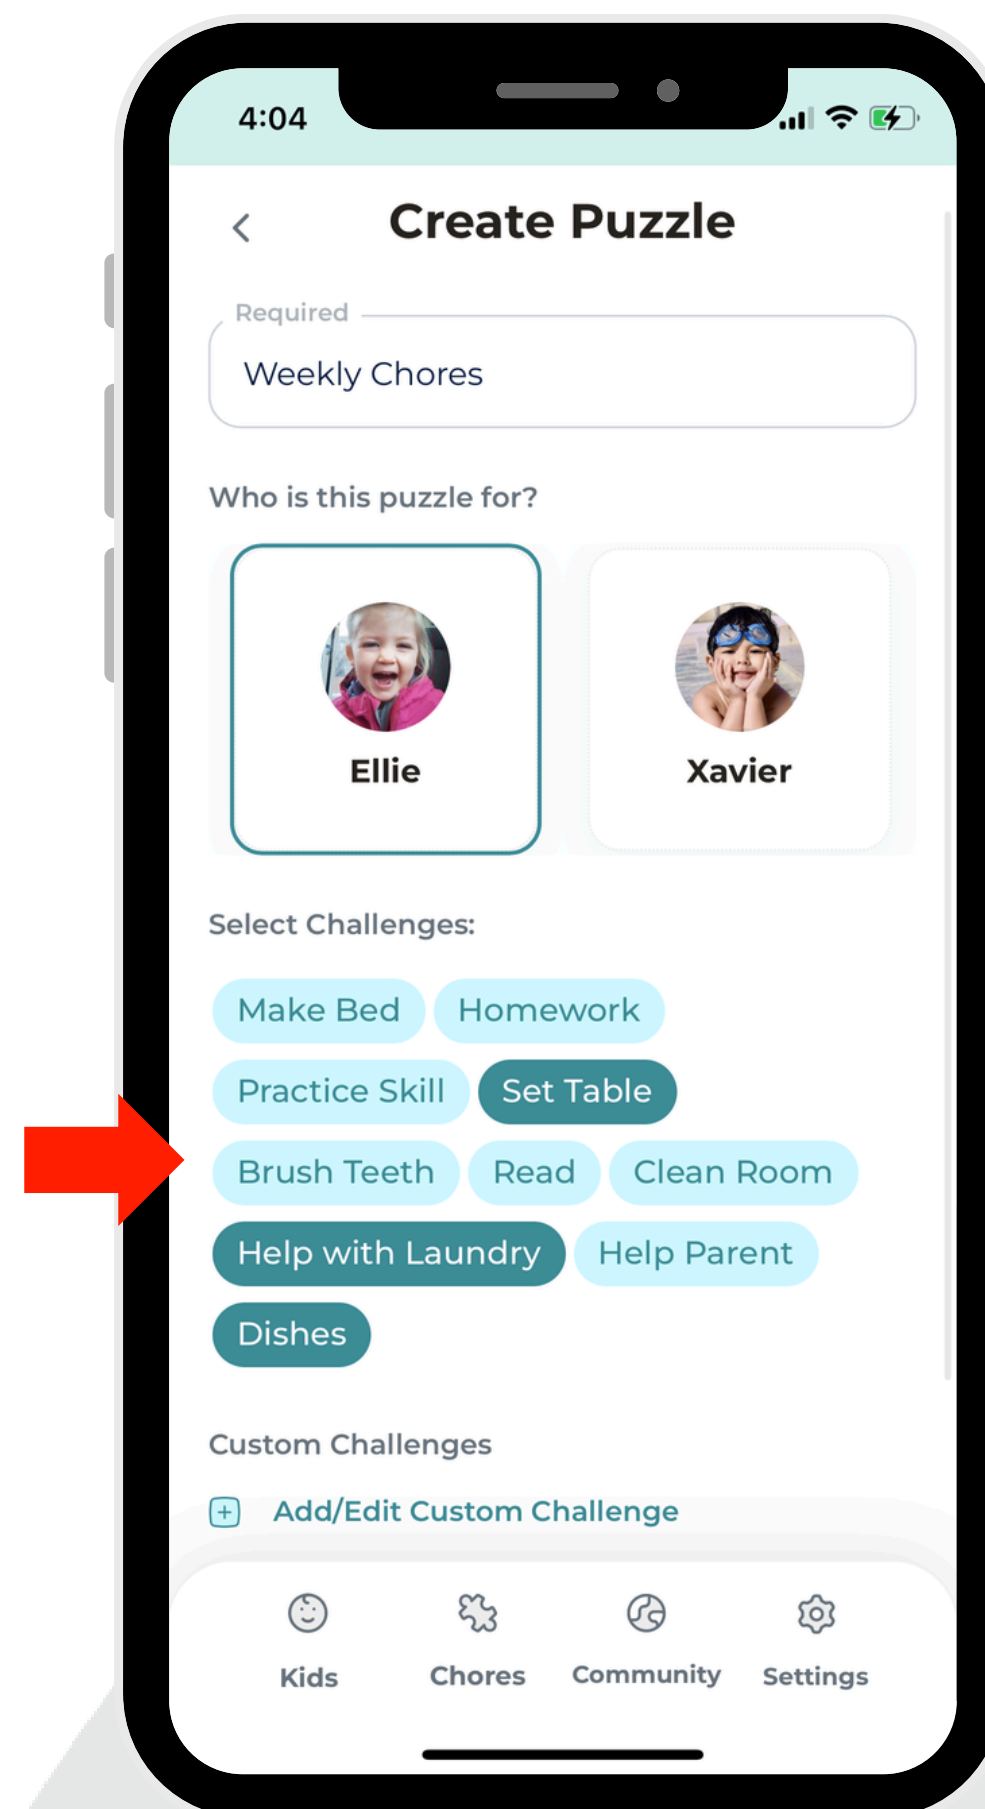 4:04
Create Puzzle
Required
Weekly Chores
Who is this puzzle for?
Ellie Xavier
Select Challenges:
Make Bed Homework
Practice Skill Set Table
Brush Teeth Read Clean Room
Help with Laundry Help Parent
Dishes
Custom Challenges
Add/Edit Custom Challenge
Kids Chores Community Settings